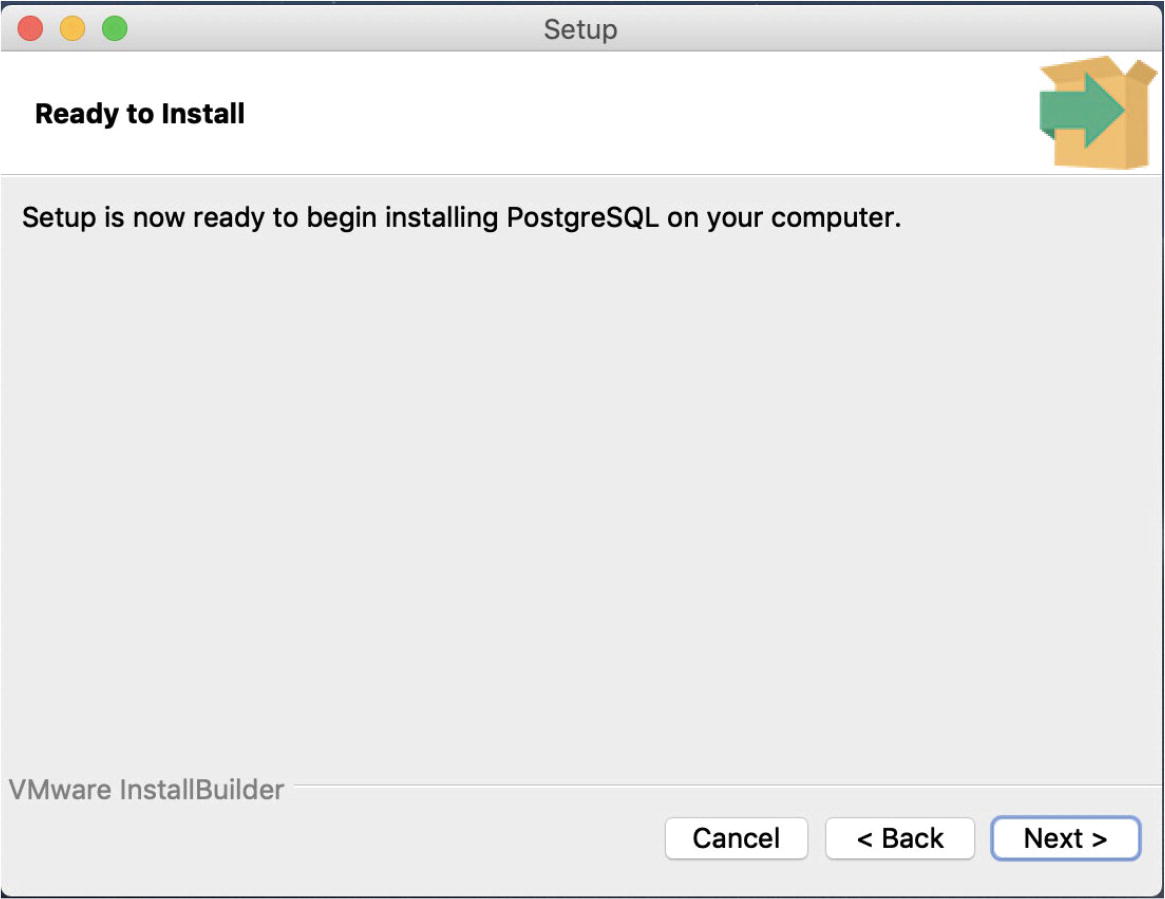 Setup
Ready to Install
Setup is now ready to begin installing PostgreSQL on your computer.
VMware InstallBuilder
Cancel
< Back
Next >